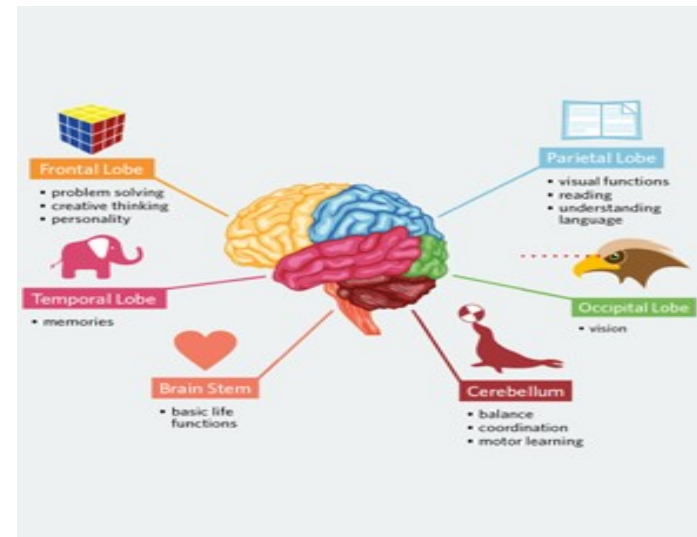 Frontal Lobe
• problem solving
• creative thinking
• personality
Parietal Lobe
• visual functions
• reading
• understanding
language
Temporal Lobe
• memories
Occipital Lobe
• vision
Brain Stem
• basic life
functions
Cerebellum
• balance
• coordination
• motor learning